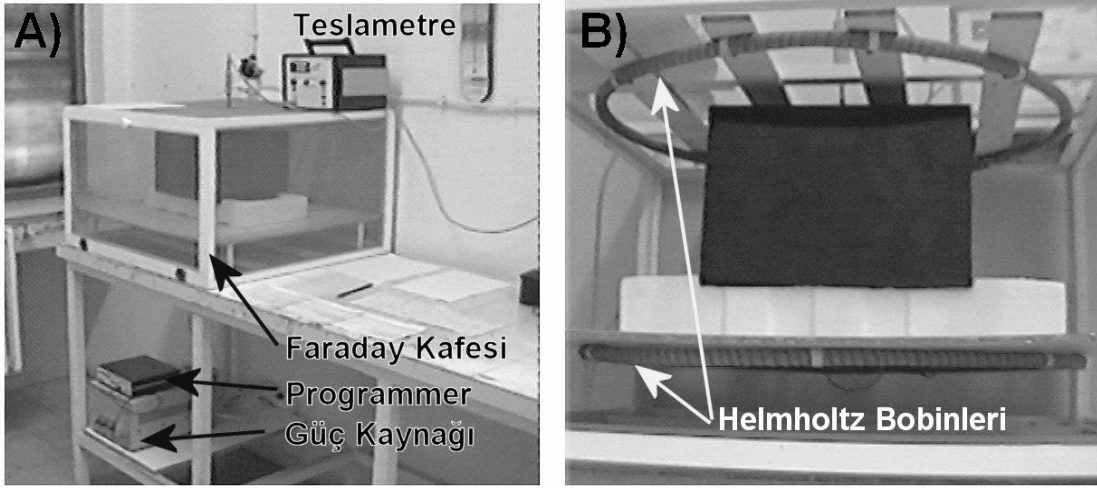 A)
Teslametre
Faraday Kafesi
Programmer
Güç Kaynağı
B)
Helmholtz Bobinleri